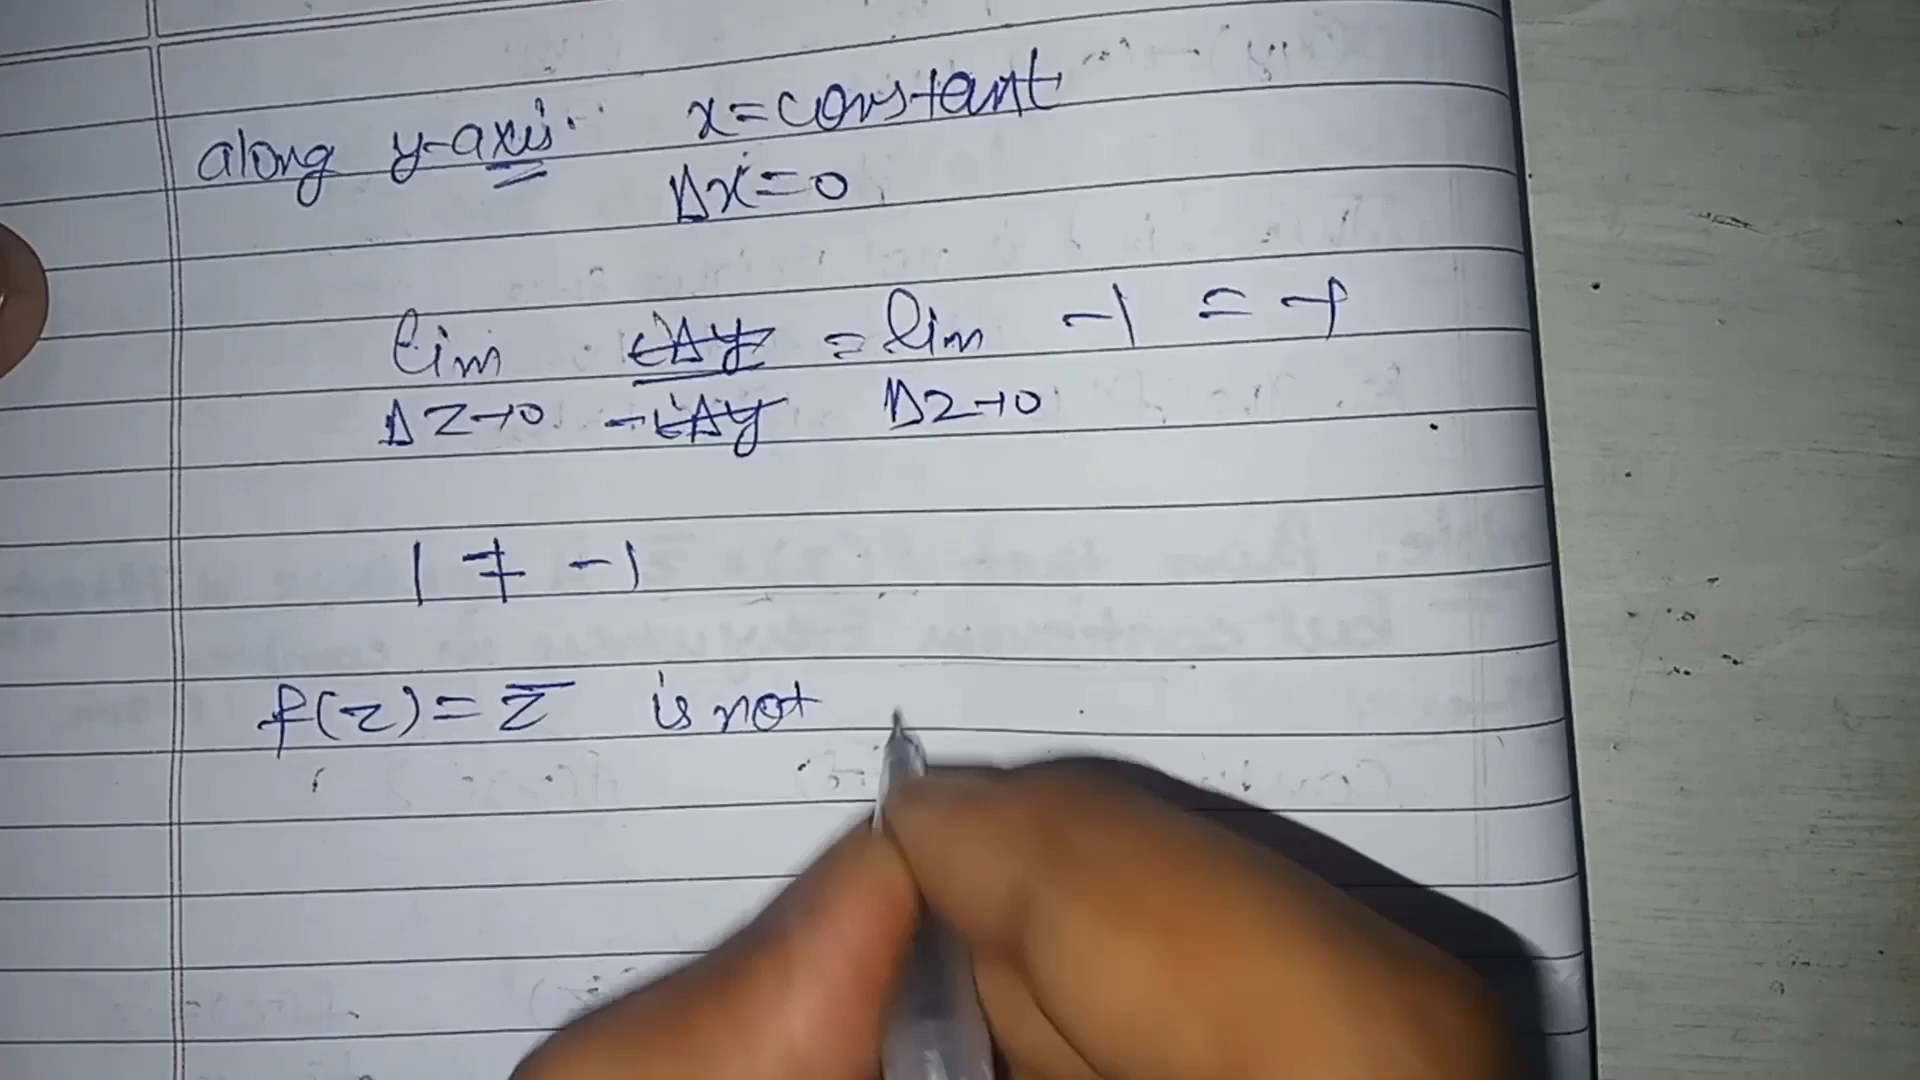 along y-axis. x=constant
Δx=0
lim iΔy = lim -1 = -1
Δz→0 -iΔy Δz→0
1 ≠ -1
f(z) = z̅ is not